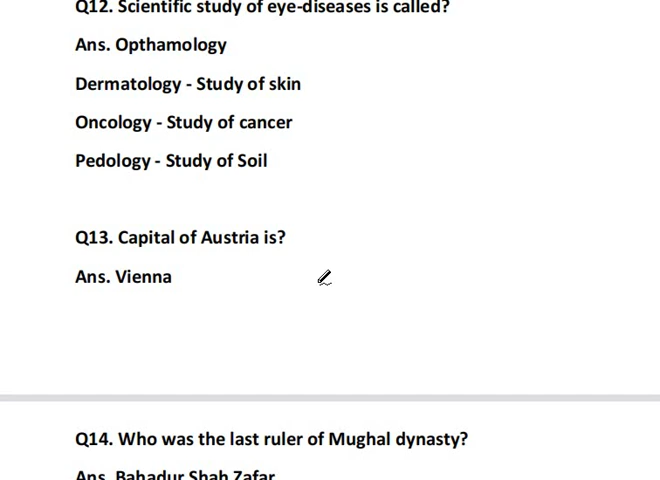 Q12. Scientific study of eye-diseases is called?
Ans. Opthamology
Dermatology - Study of skin
Oncology - Study of cancer
Pedology - Study of Soil
Q13. Capital of Austria is?
Ans. Vienna
Q14. Who was the last ruler of Mughal dynasty?
Ans. Bahadur Shah Zafar